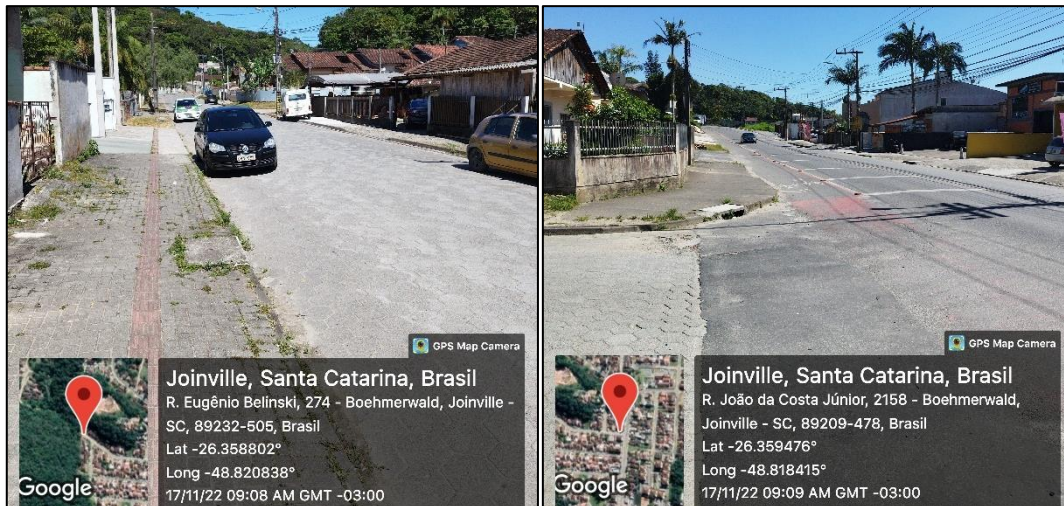 GPS Map Camera
Joinville, Santa Catarina, Brasil
R. Eugênio Belinski, 274 - Boehmerwald, Joinville -
SC, 89232-505, Brasil
Lat -26.358802°
Long -48.820838°
17/11/22 09:08 AM GMT -03:00
Google
GPS Map Camera
Joinville, Santa Catarina, Brasil
R. João da Costa Júnior, 2158 - Boehmerwald,
Joinville - SC, 89209-478, Brasil
Lat -26.359476°
Long -48.818415°
17/11/22 09:09 AM GMT -03:00
Google